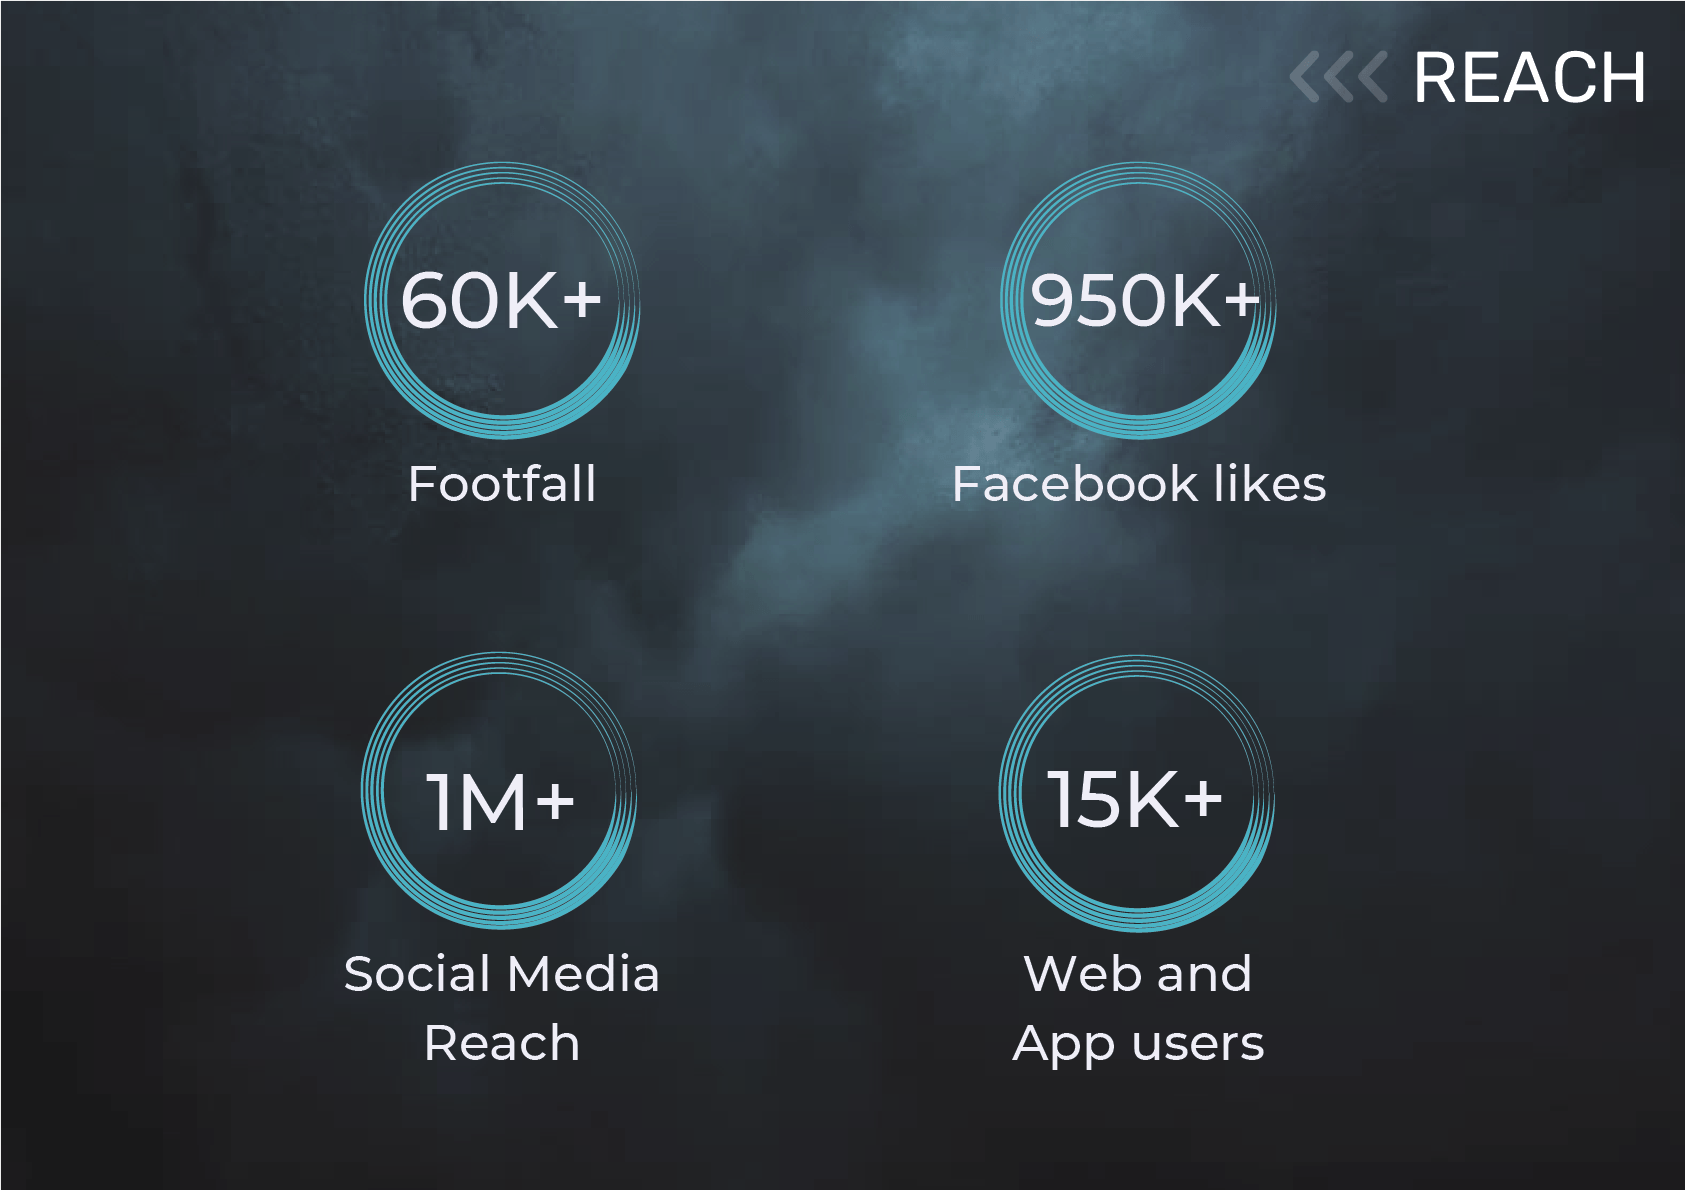 REACH
60K+
Footfall
950K+
Facebook likes
1M+
Social Media
Reach
15K+
Web and
App users